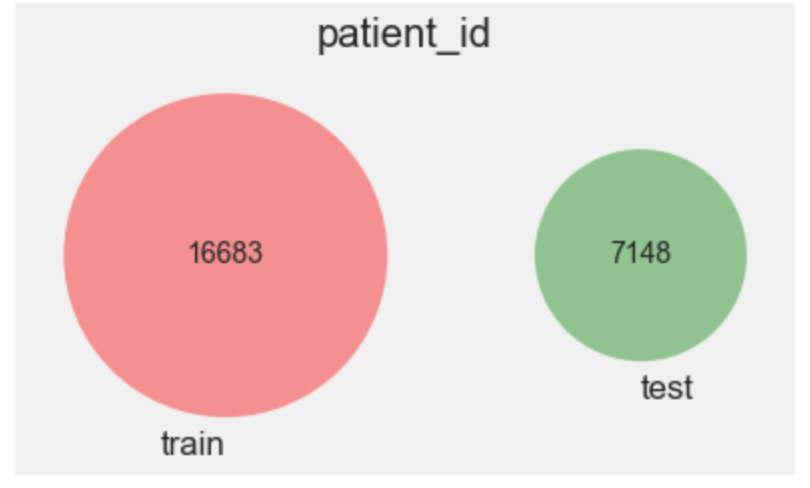 patient_id
16683
7148
train
test